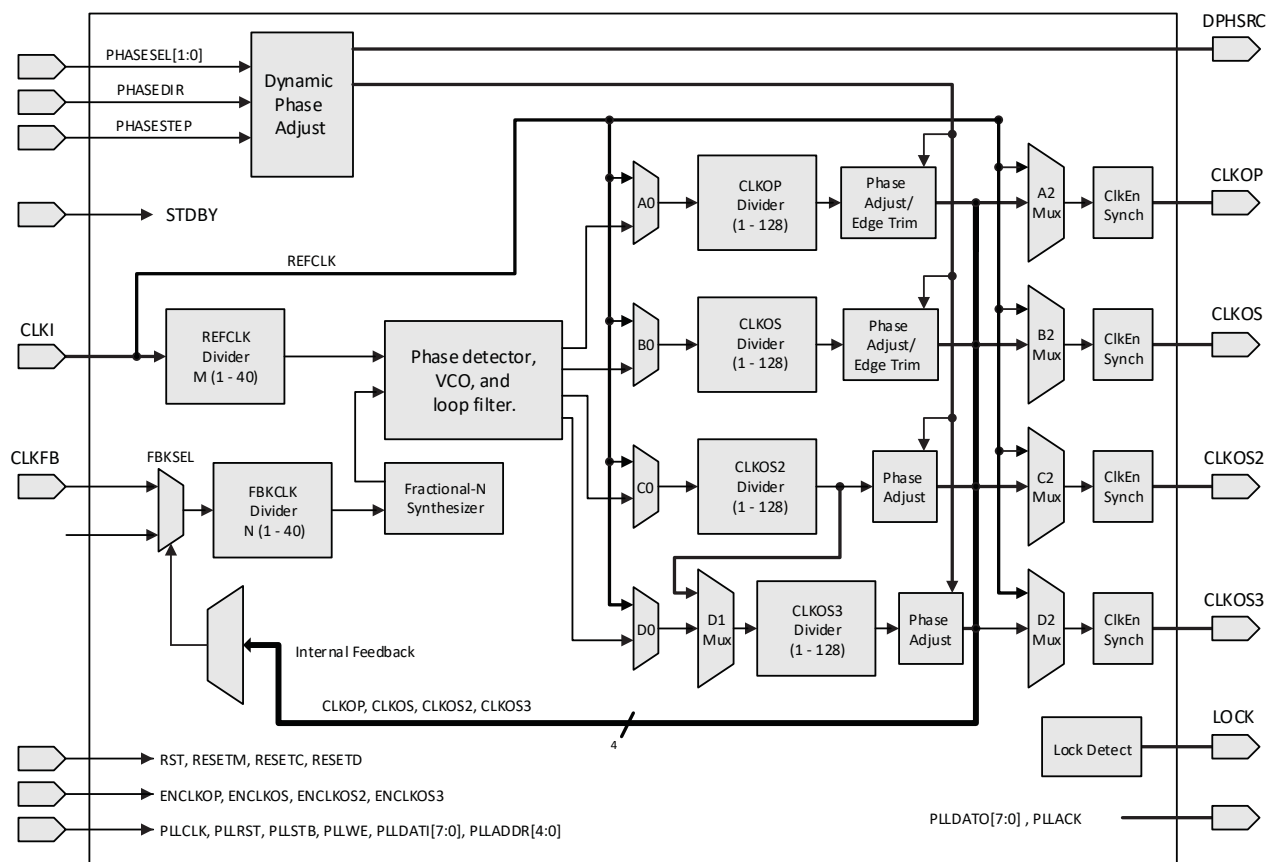 DPHSRC
PHASESEL[1:0]
PHASEDIR
PHASESTEP
Dynamic
Phase
Adjust
STDBY
REFCLK
A0
CLKOP
Divider
(1 - 128)
Phase
Adjust/
Edge Trim
A2
Mux
ClkEn
Synch
CLKOP
CLKI
REFCLK
Divider
M (1 - 40)
Phase detector,
VCO, and
loop filter.
B0
CLKOS
Divider
(1 - 128)
Phase
Adjust/
Edge Trim
B2
Mux
ClkEn
Synch
CLKOS
CLKFB
FBKSEL
FBKCLK
Divider
N (1 - 40)
Fractional-N
Synthesizer
C0
CLKOS2
Divider
(1 - 128)
Phase
Adjust
C2
Mux
ClkEn
Synch
CLKOS2
D0
D1
Mux
CLKOS3
Divider
(1 - 128)
Phase
Adjust
D2
Mux
ClkEn
Synch
CLKOS3
Internal Feedback
CLKOP, CLKOS, CLKOS2, CLKOS3
4
Lock Detect
LOCK
RST, RESETM, RESETC, RESETD
ENCLKOP, ENCLKOS, ENCLKOS2, ENCLKOS3
PLLCLK, PLLRST, PLLSTB, PLLWE, PLLDATI[7:0], PLLADDR[4:0]
PLLDATO[7:0] , PLLACK